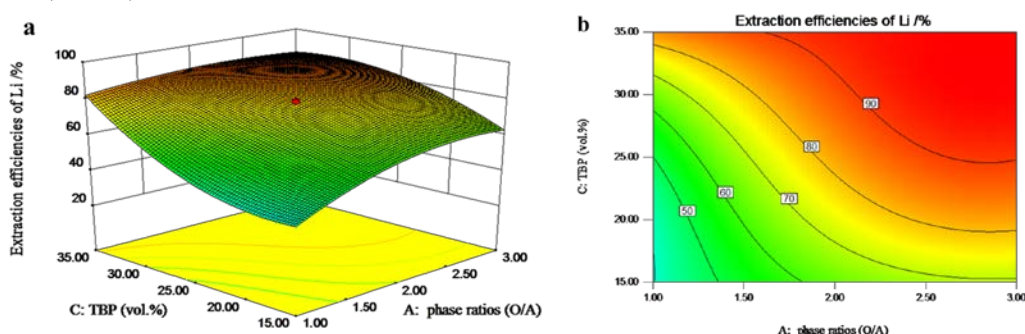 a
Extraction efficiencies of Li /%
100
80
60
40
20
35.00
30.00
25.00
20.00
15.00
C: TBP (vol.%)
1.00
1.50
2.00
2.50
3.00
A: phase ratios (O/A)
b
Extraction efficiencies of Li /%
C: TBP (vol.%)
35.00
30.00
25.00
20.00
15.00
90
80
70
60
50
1.00 1.50 2.00 2.50 3.00
A: phase ratios (O/A)